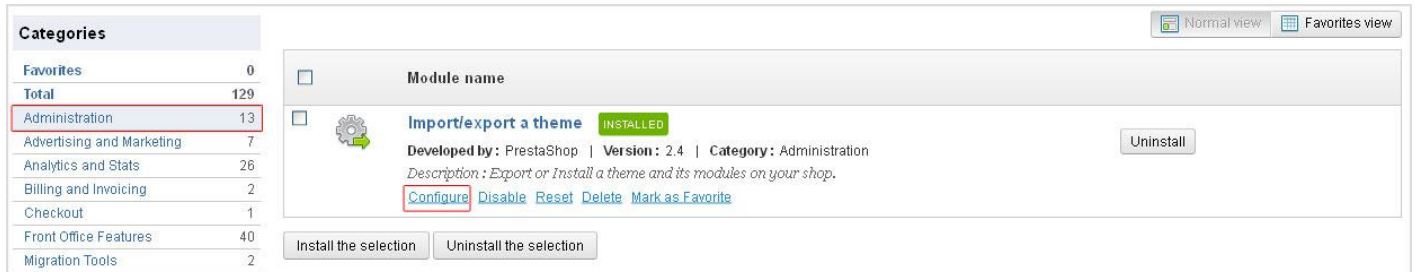 Normal view Favorites view
Categories
Favorites 0
Total 129
Administration 13
Advertising and Marketing 7
Analytics and Stats 26
Billing and Invoicing 2
Checkout 1
Front Office Features 40
Migration Tools 2
Module name
Import/export a theme INSTALLED
Developed by : PrestaShop | Version : 2.4 | Category : Administration
Description : Export or Install a theme and its modules on your shop.
Configure Disable Reset Delete Mark as Favorite
Uninstall
Install the selection Uninstall the selection